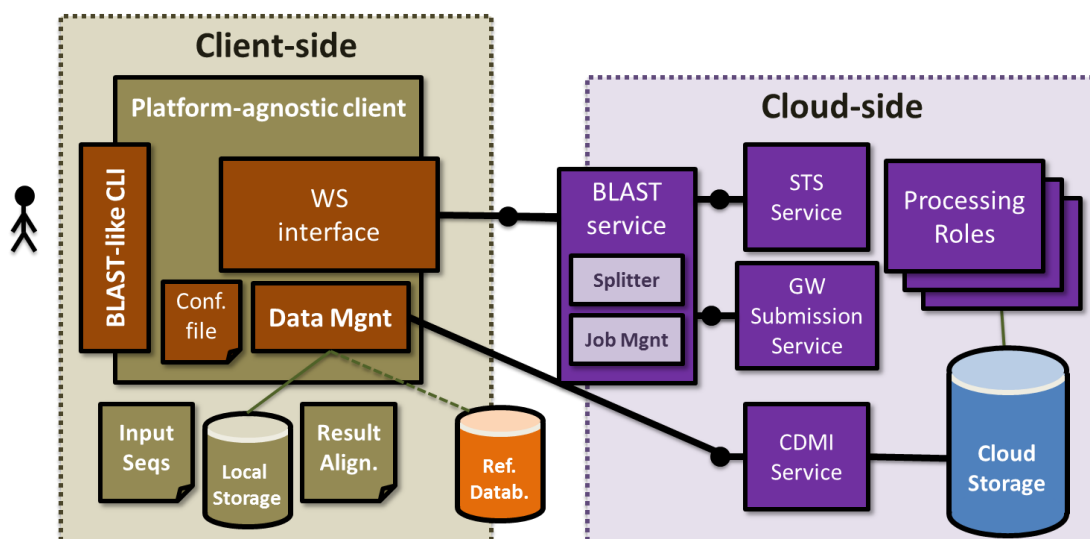 Client-side
Platform-agnostic client
BLAST-like CLI
WS
interface
Conf.
file
Data Mgnt
Input
Seqs
Local
Storage
Result
Align.
Ref.
Datab.
Cloud-side
BLAST
service
Splitter
Job Mgnt
STS
Service
GW
Submission
Service
Processing
Roles
CDMI
Service
Cloud
Storage